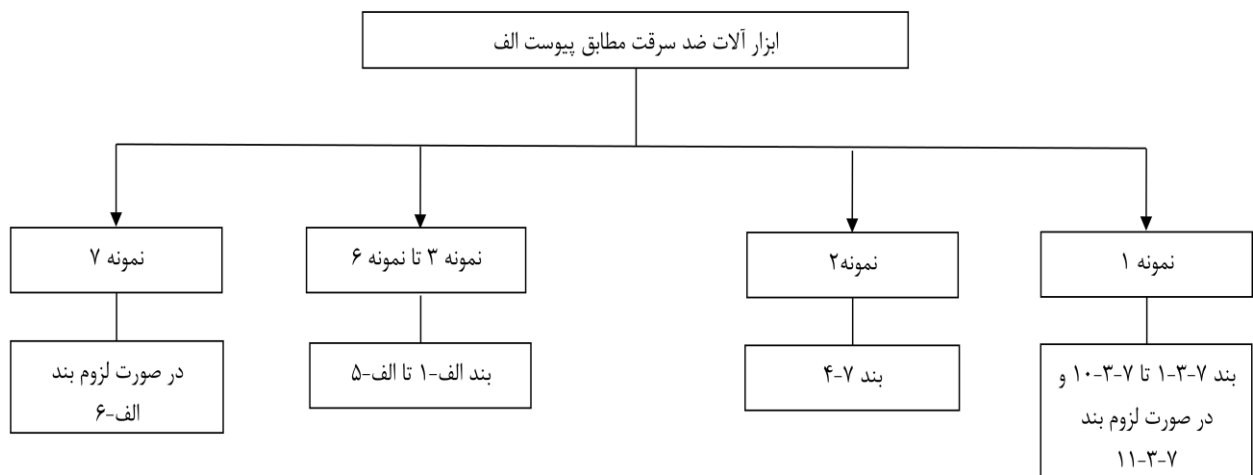 ابزار آلات ضد سرقت مطابق پیوست الف
نمونه ۱
نمونه۲
نمونه ۳ تا نمونه ۶
نمونه ۷
بند ۷-۳-۱ تا ۷-۳-۱۰ و
در صورت لزوم بند
۷-۳-۱۱
بند ۷-۴
بند الف-۱ تا الف-۵
در صورت لزوم بند
الف-۶